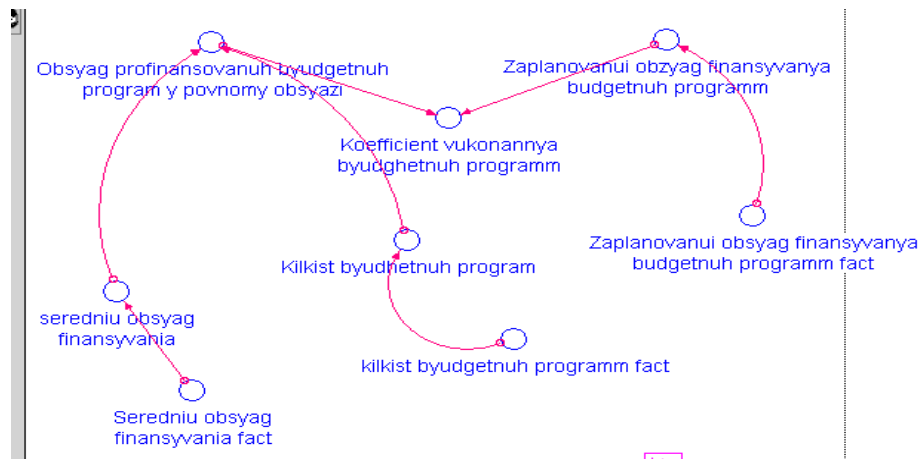 Obsyag profinansovanuh byudgetnuh
program y povnomy obsyazi
Zaplanovanui obzyag finansyvanya
budgetnuh programm
Koefficient vukonannya
byudghetnuh programm
Zaplanovanui obsyag finansyvanya
budgetnuh programm fact
Kilkist byudhetnuh program
seredniu obsyag
finansyvania
kilkist byudgetnuh programm fact
Seredniu obsyag
finansyvania fact